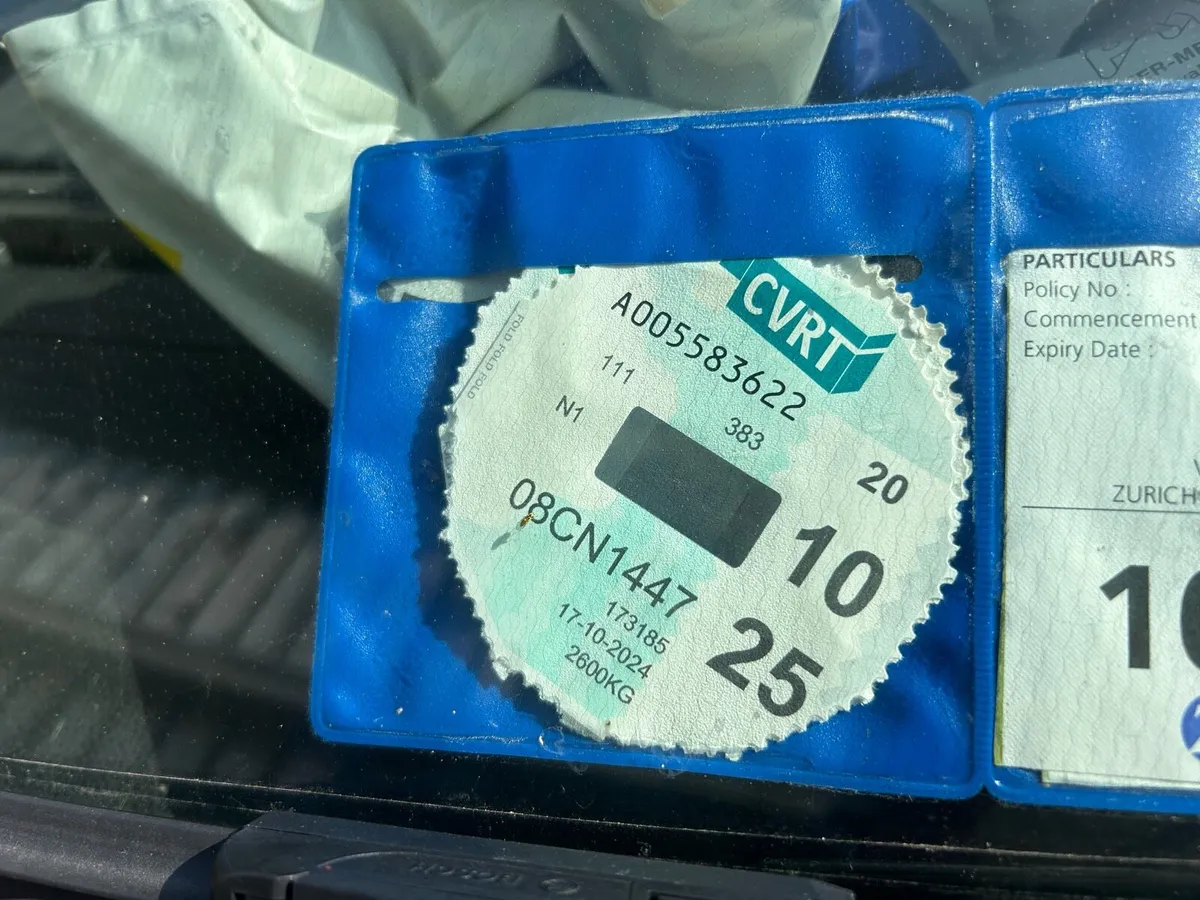 CVRT
A005583622
FOLD FOLD FOLD
111
N1
383
20
08CN1447
10
173185
17-10-2024
25
2600KG
PARTICULARS
Policy No :
Commencement
Expiry Date :
ZURICH
BOSCH